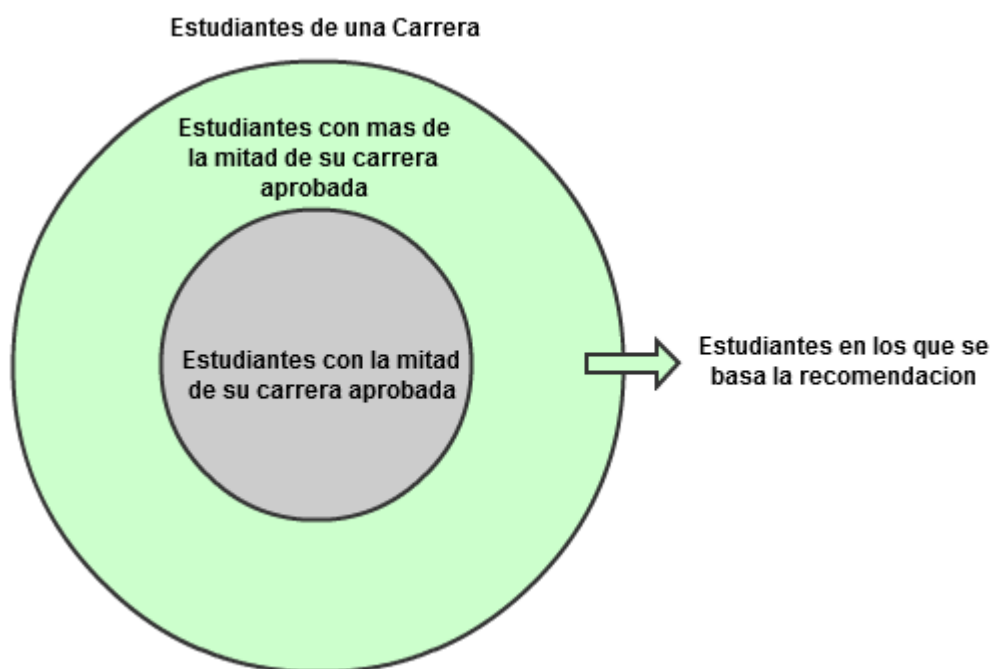 Estudiantes de una Carrera
Estudiantes con mas de
la mitad de su carrera
aprobada
Estudiantes con la mitad
de su carrera aprobada
Estudiantes en los que se
basa la recomendacion